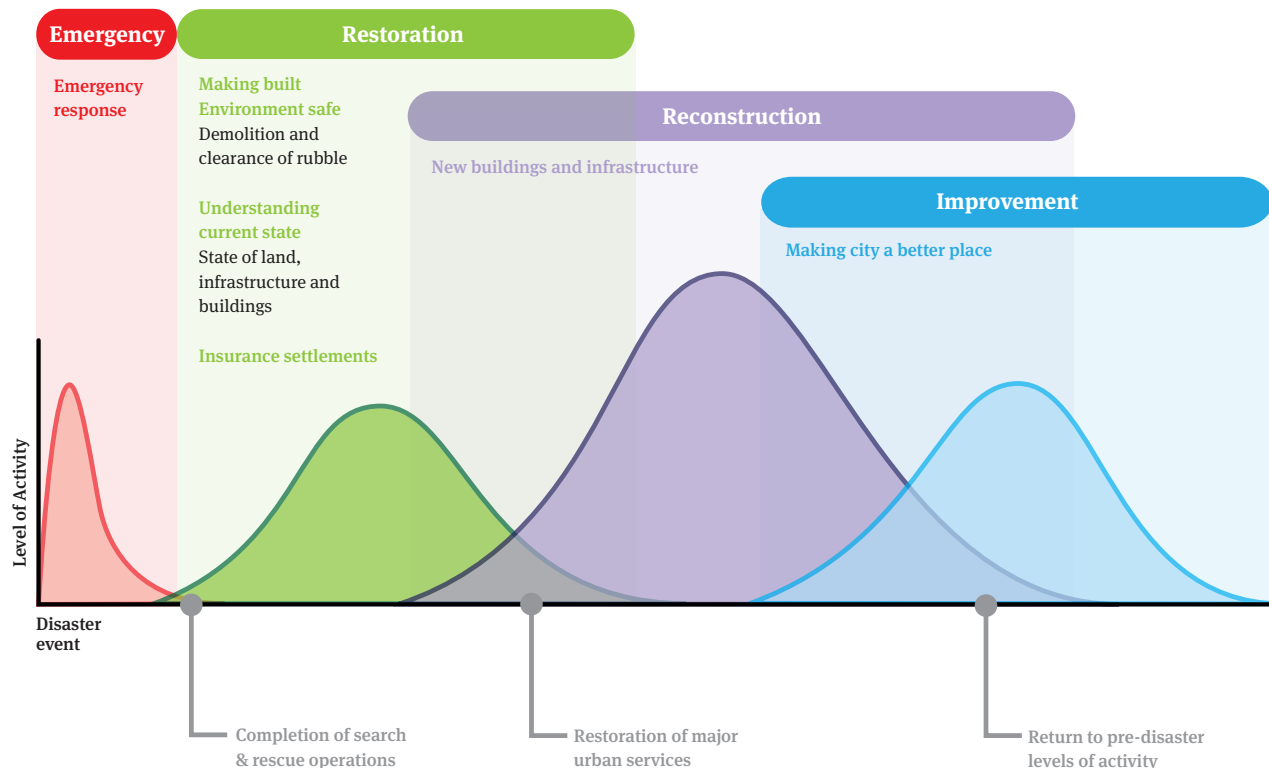 Emergency
Restoration
Emergency
response
Making built
Environment safe
Demolition and
clearance of rubble
Understanding
current state
State of land,
infrastructure and
buildings
Insurance settlements
Reconstruction
New buildings and infrastructure
Improvement
Making city a better place
Level of Activity
Disaster
event
Completion of search
& rescue operations
Restoration of major
urban services
Return to pre-disaster
levels of activity